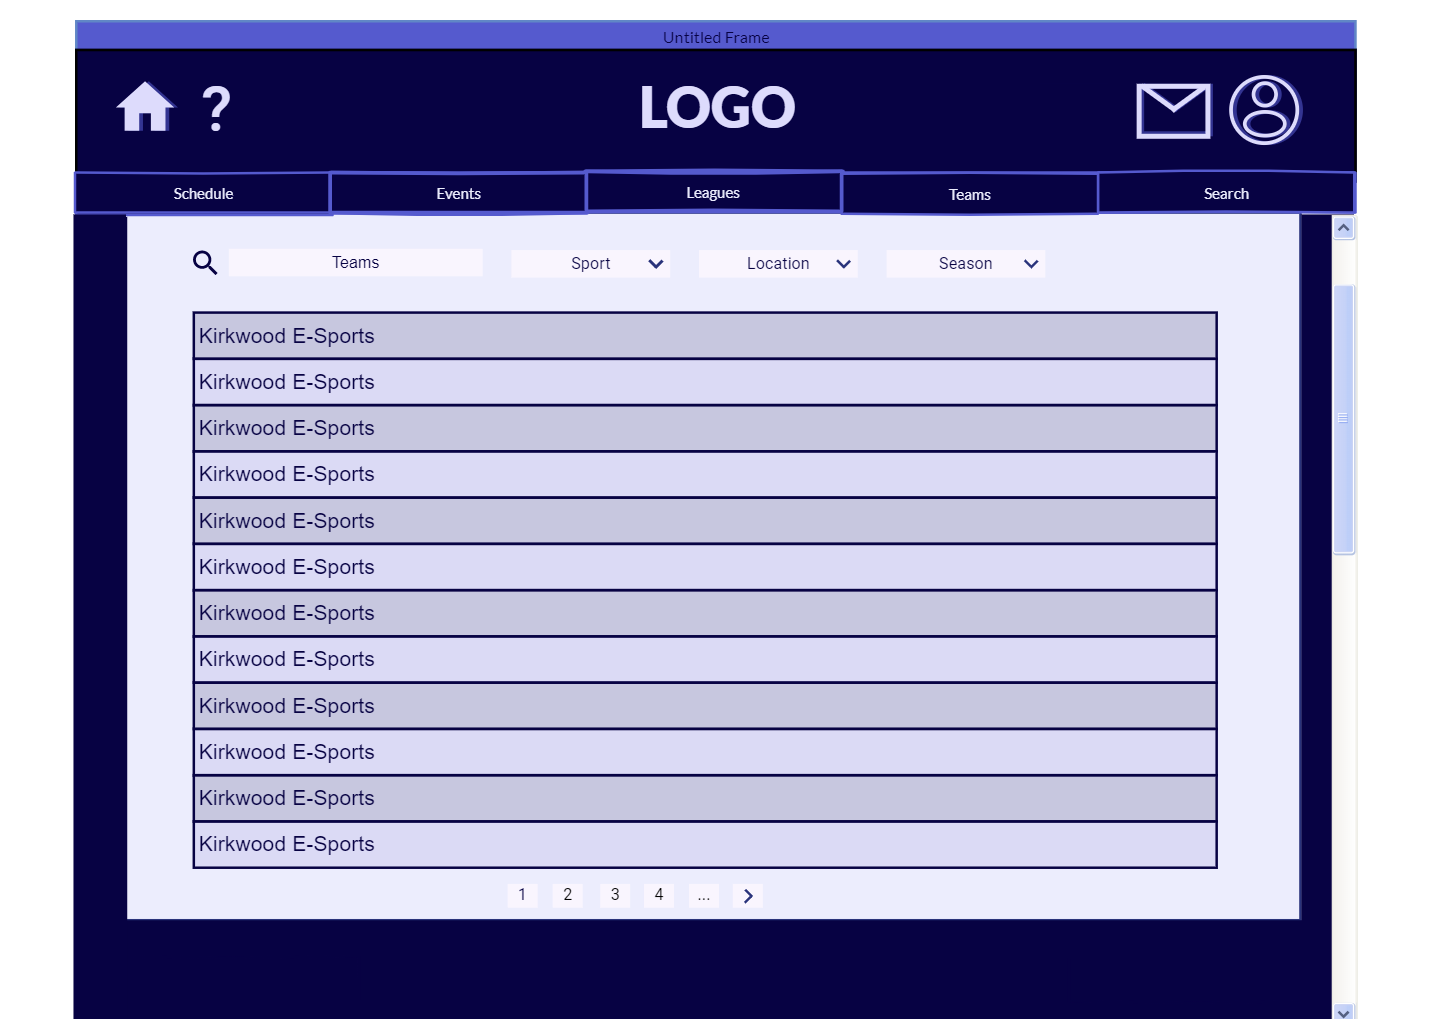 Untitled Frame
?
LOGO
Schedule
Events
Leagues
Teams
Search
Teams
Sport
Location
Season
Kirkwood E-Sports
Kirkwood E-Sports
Kirkwood E-Sports
Kirkwood E-Sports
Kirkwood E-Sports
Kirkwood E-Sports
Kirkwood E-Sports
Kirkwood E-Sports
Kirkwood E-Sports
Kirkwood E-Sports
Kirkwood E-Sports
Kirkwood E-Sports
1 2 3 4 ...